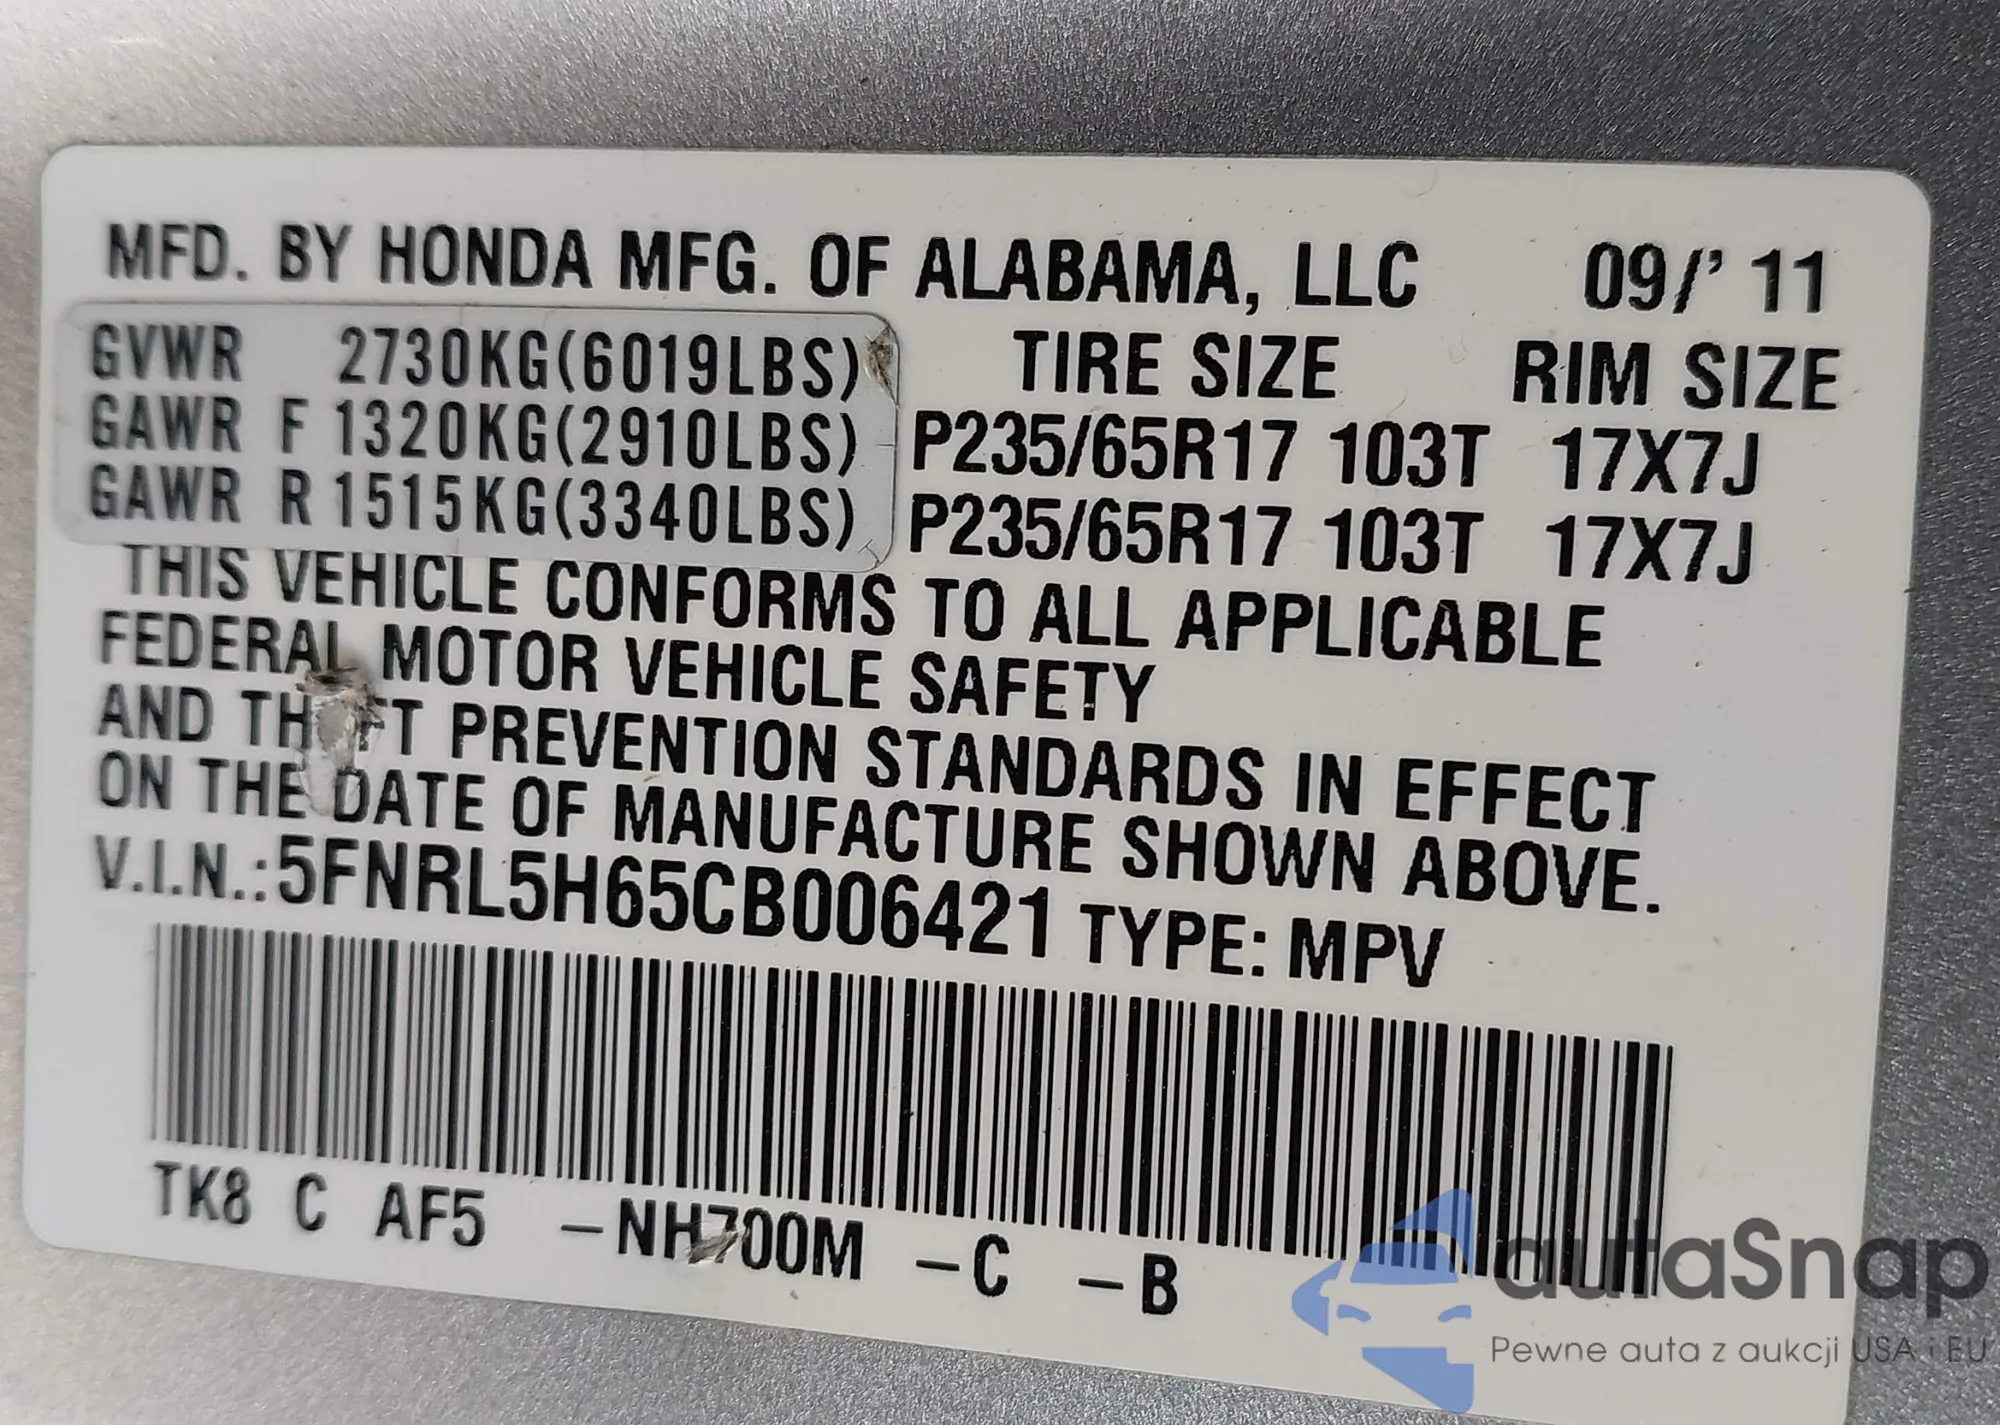 MFD. BY HONDA MFG. OF ALABAMA, LLC 09/' 11
GVWR 2730KG(6019LBS) TIRE SIZE RIM SIZE
GAWR F 1320KG(2910LBS) P235/65R17 103T 17X7J
GAWR R 1515KG(3340LBS) P235/65R17 103T 17X7J
THIS VEHICLE CONFORMS TO ALL APPLICABLE
FEDERAL MOTOR VEHICLE SAFETY
AND THEFT PREVENTION STANDARDS IN EFFECT
ON THE DATE OF MANUFACTURE SHOWN ABOVE.
V.I.N.:5FNRL5H65CB006421 TYPE: MPV
TK8 C AF5 -NH700M -C -B
autaSnap
Pewne auta z aukcji USA i EU